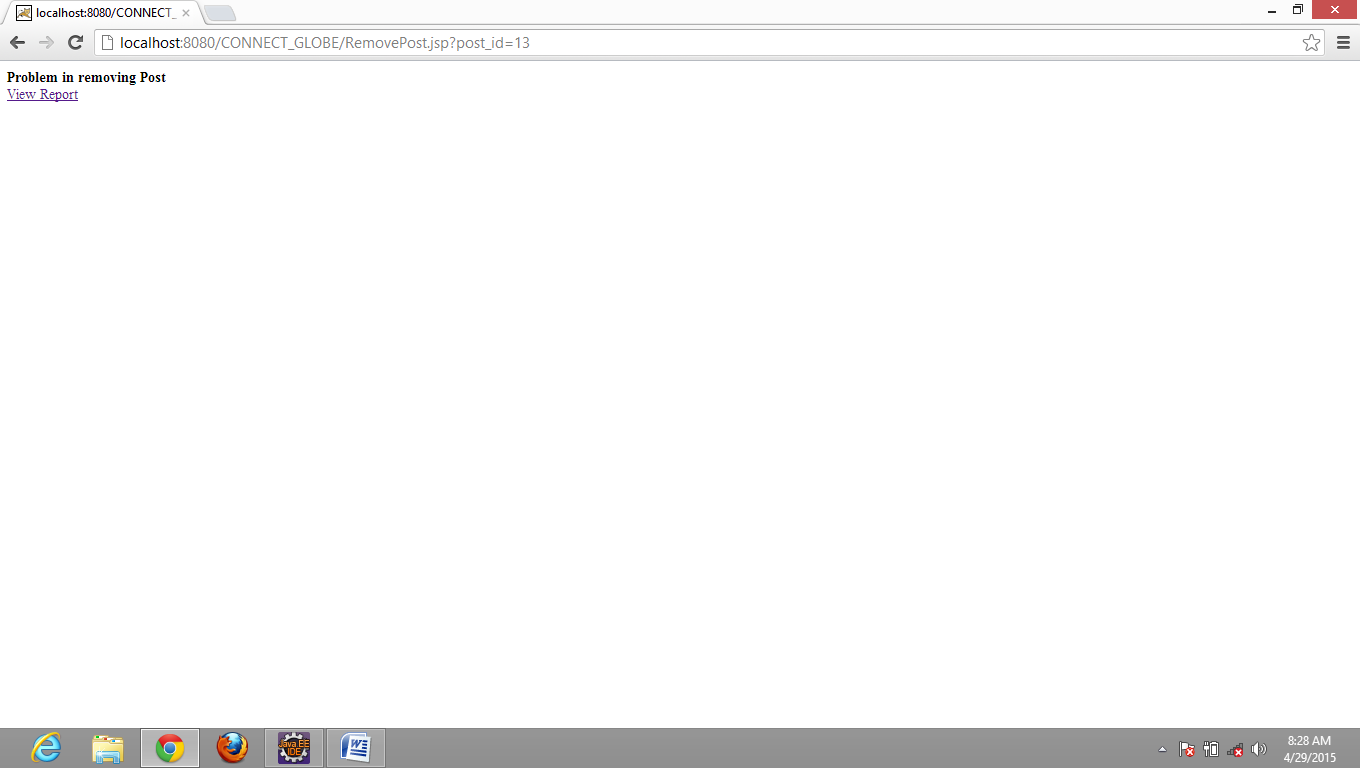 localhost:8080/CONNECT_
localhost:8080/CONNECT_GLOBE/RemovePost.jsp?post_id=13
Problem in removing Post
View Report
Java EE
IDE
8:28 AM
4/29/2015